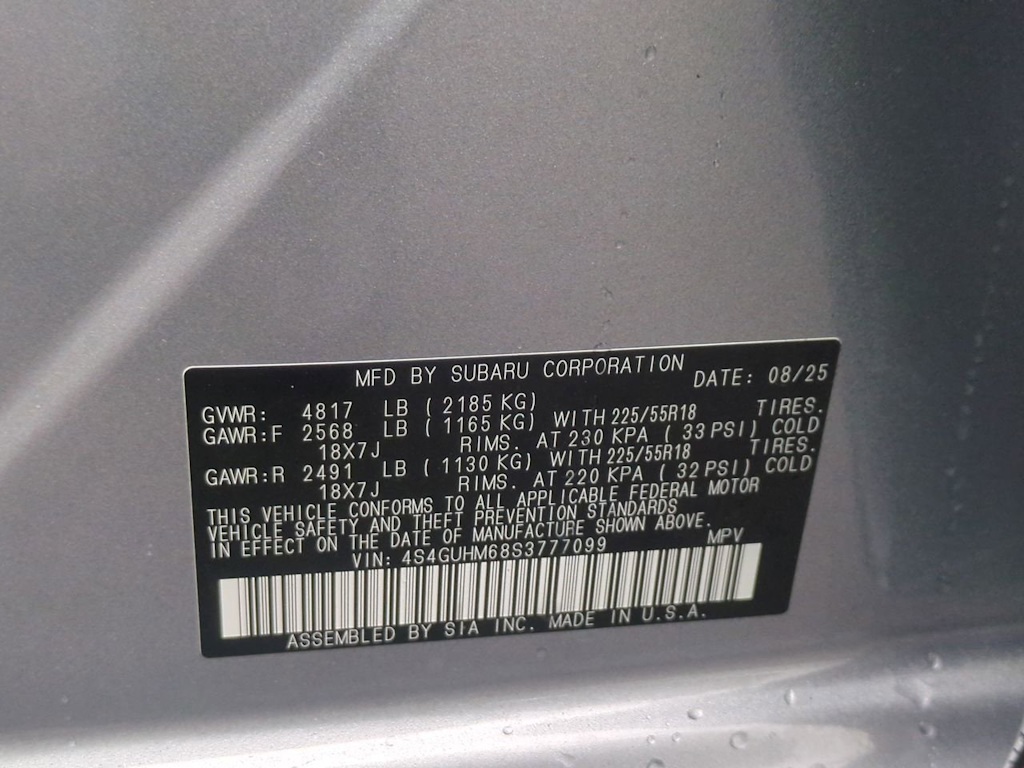 MFD BY SUBARU CORPORATION DATE: 08/25
GVWR: 4817 LB ( 2185 KG)
GAWR:F 2568 LB ( 1165 KG) WITH 225/55R18 TIRES.
18X7J RIMS. AT 230 KPA ( 33 PSI) COLD
GAWR:R 2491 LB ( 1130 KG) WITH 225/55R18 TIRES.
18X7J RIMS. AT 220 KPA ( 32 PSI) COLD
THIS VEHICLE CONFORMS TO ALL APPLICABLE FEDERAL MOTOR
VEHICLE SAFETY AND THEFT PREVENTION STANDARDS
IN EFFECT ON THE DATE OF MANUFACTURE SHOWN ABOVE.
VIN: 4S4GUHM68S3777099 MPV
ASSEMBLED BY SIA INC. MADE IN U.S.A.